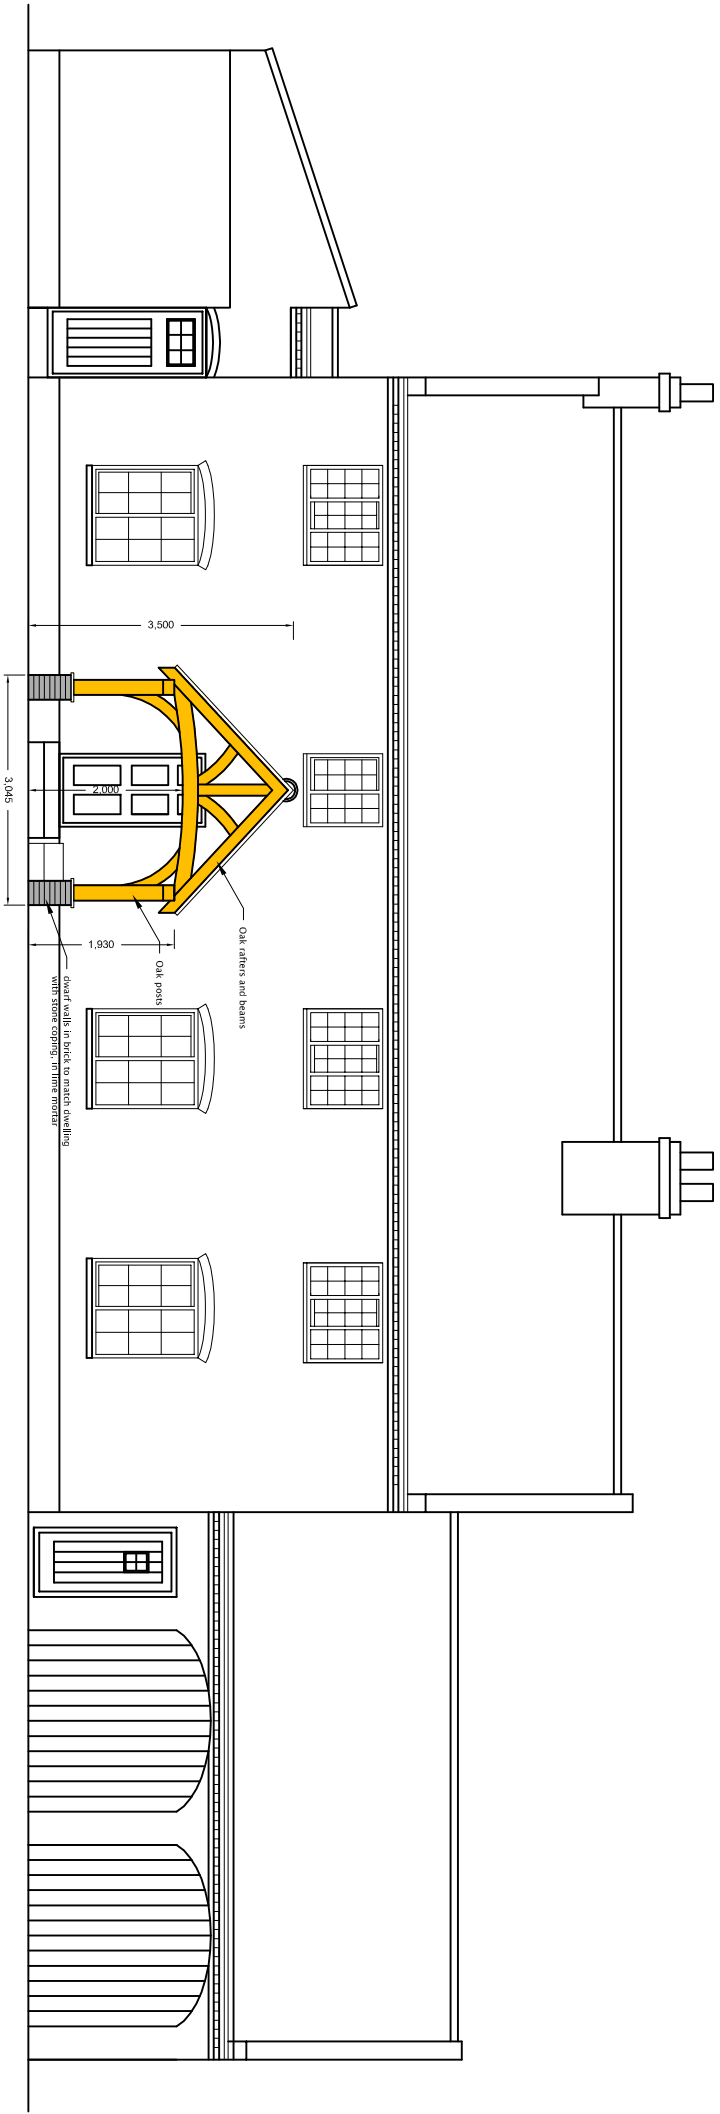 3,500
2,000
3,045
1,930
Oak rafters and beams
Oak posts
dwarf walls in brick to match dwelling
with stone coping, in lime mortar